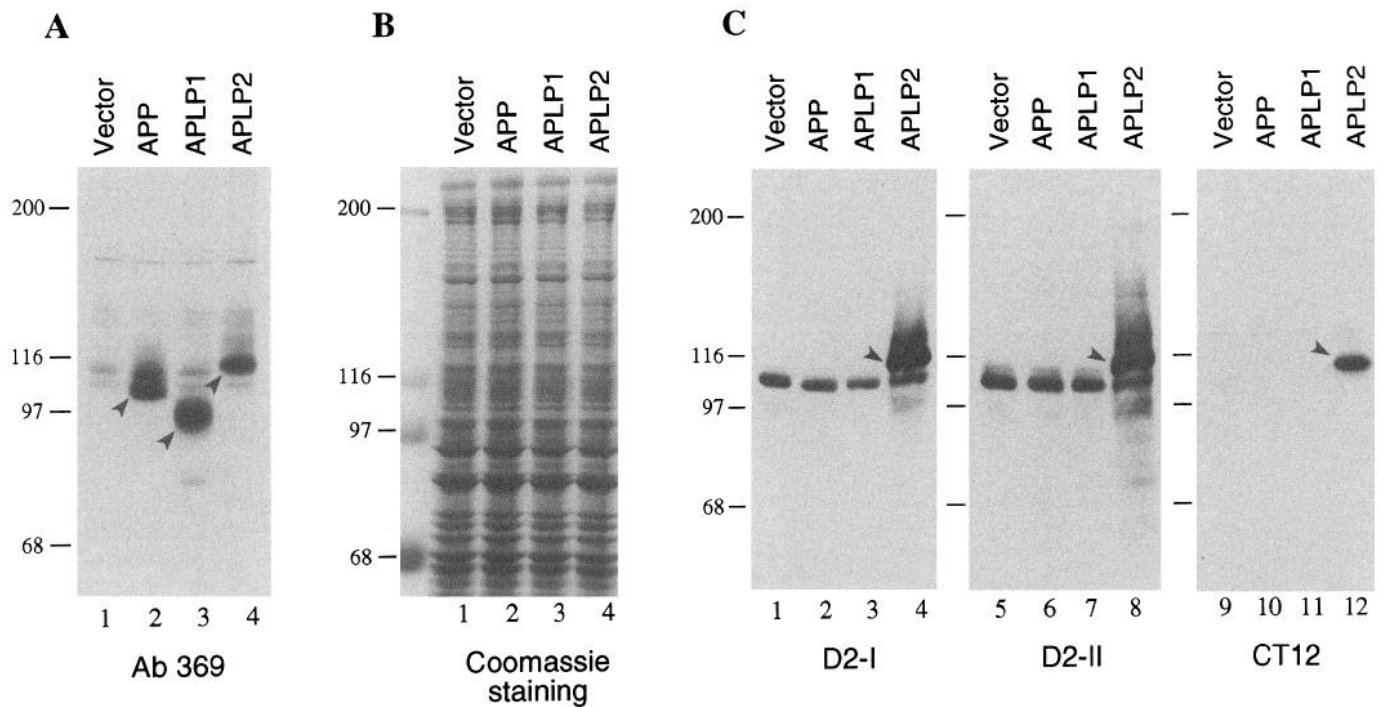 A
Vector
APP
APLP1
APLP2
200
116
97
68
1 2 3 4
Ab 369
B
Vector
APP
APLP1
APLP2
200
116
97
68
1 2 3 4
Coomassie
staining
C
Vector
APP
APLP1
APLP2
200
116
97
68
1 2 3 4
D2-I
Vector
APP
APLP1
APLP2
5 6 7 8
D2-II
Vector
APP
APLP1
APLP2
9 10 11 12
CT12